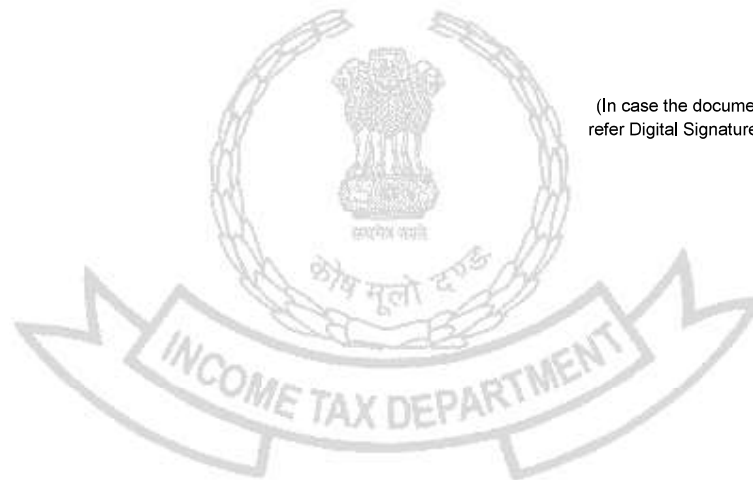 (In case the docume
refer Digital Signature
सत्यमेव जयते
कोष मूलो दण्डः
INCOME TAX DEPARTMENT